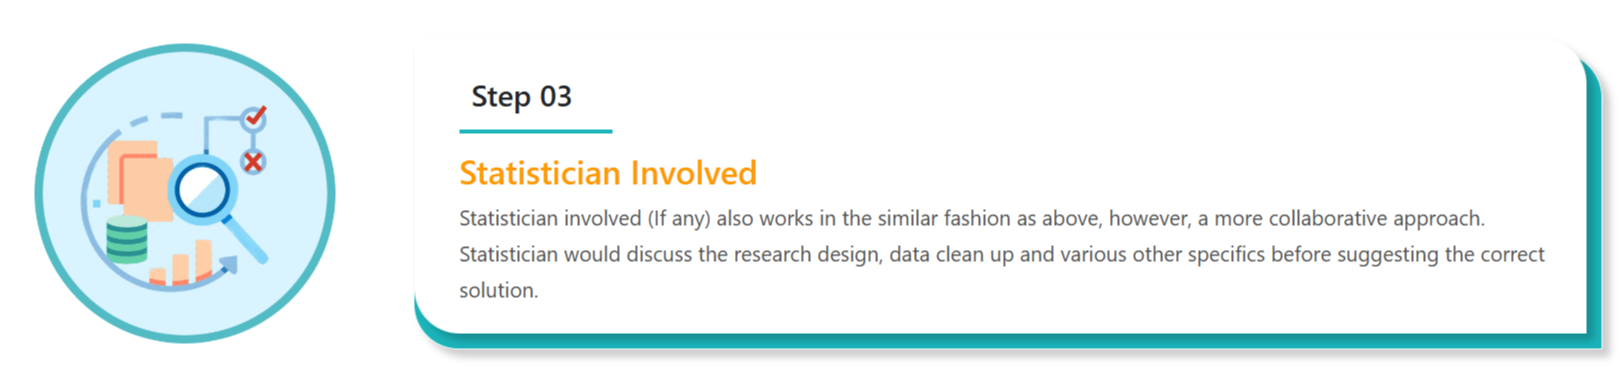 Step 03
Statistician Involved
Statistician involved (If any) also works in the similar fashion as above, however, a more collaborative approach.
Statistician would discuss the research design, data clean up and various other specifics before suggesting the correct
solution.